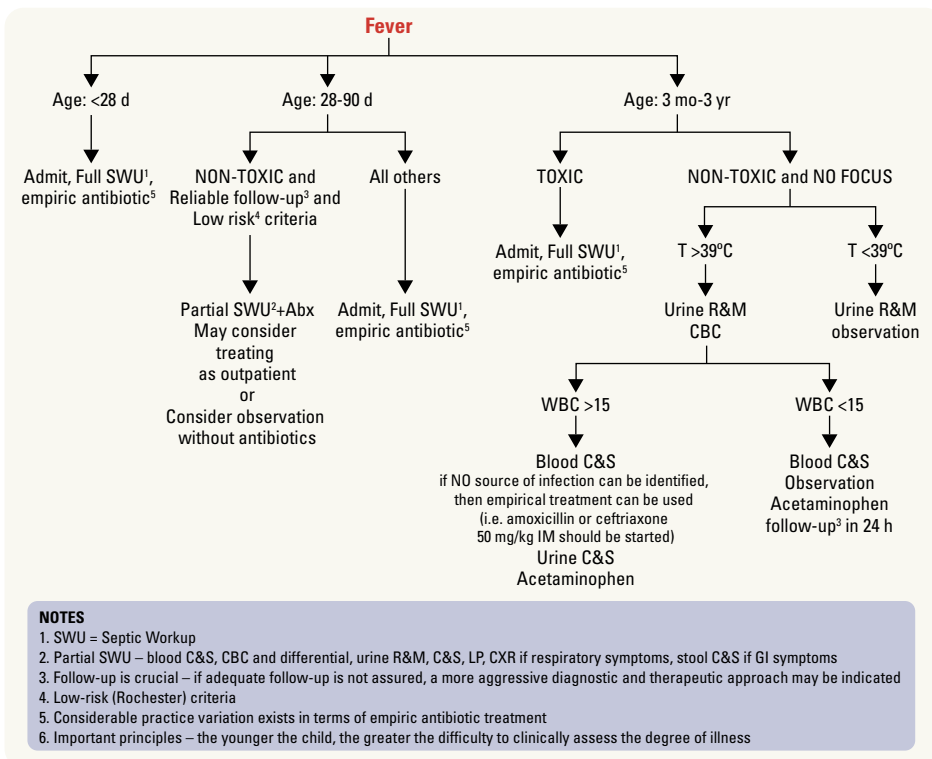 Fever
Age: <28 d
Age: 28-90 d
Age: 3 mo-3 yr
Admit, Full SWU¹,
empiric antibiotic⁵
NON-TOXIC and
Reliable follow-up³ and
Low risk⁴ criteria
All others
TOXIC
NON-TOXIC and NO FOCUS
Partial SWU²+Abx
May consider
treating
as outpatient
or
Consider observation
without antibiotics
Admit, Full SWU¹,
empiric antibiotic⁵
Admit, Full SWU¹,
empiric antibiotic⁵
T >39ºC
T <39ºC
Urine R&M
CBC
Urine R&M
observation
WBC >15
WBC <15
Blood C&S
if NO source of infection can be identified,
then empirical treatment can be used
(i.e. amoxicillin or ceftriaxone
50 mg/kg IM should be started)
Urine C&S
Acetaminophen
Blood C&S
Observation
Acetaminophen
follow-up³ in 24 h
NOTES
1. SWU = Septic Workup
2. Partial SWU – blood C&S, CBC and differential, urine R&M, C&S, LP, CXR if respiratory symptoms, stool C&S if GI symptoms
3. Follow-up is crucial – if adequate follow-up is not assured, a more aggressive diagnostic and therapeutic approach may be indicated
4. Low-risk (Rochester) criteria
5. Considerable practice variation exists in terms of empiric antibiotic treatment
6. Important principles – the younger the child, the greater the difficulty to clinically assess the degree of illness